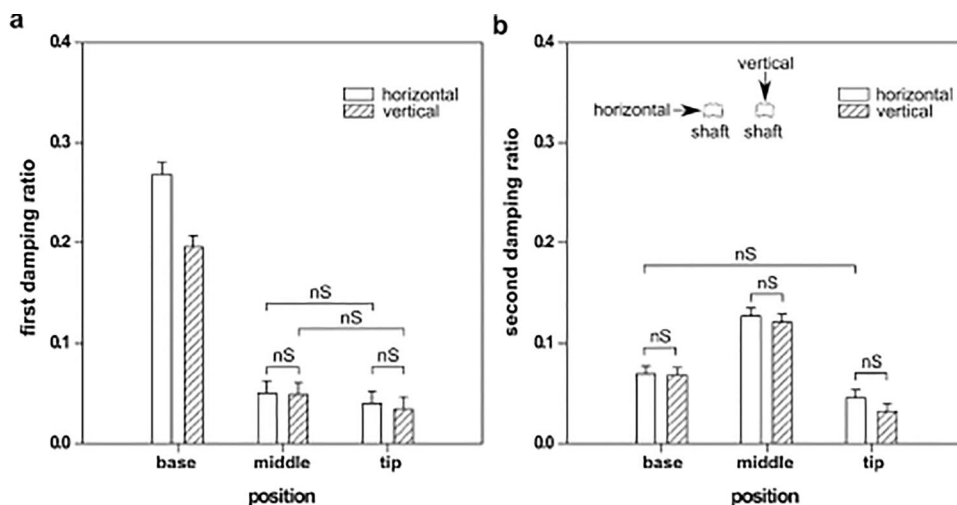 a
0.4
0.3
0.2
0.1
0.0
first damping ratio
horizontal
vertical
nS
nS
nS
nS
base middle tip
position
b
0.4
0.3
0.2
0.1
0.0
second damping ratio
vertical
horizontal
shaft shaft
horizontal
vertical
nS
nS
nS
nS
base middle tip
position